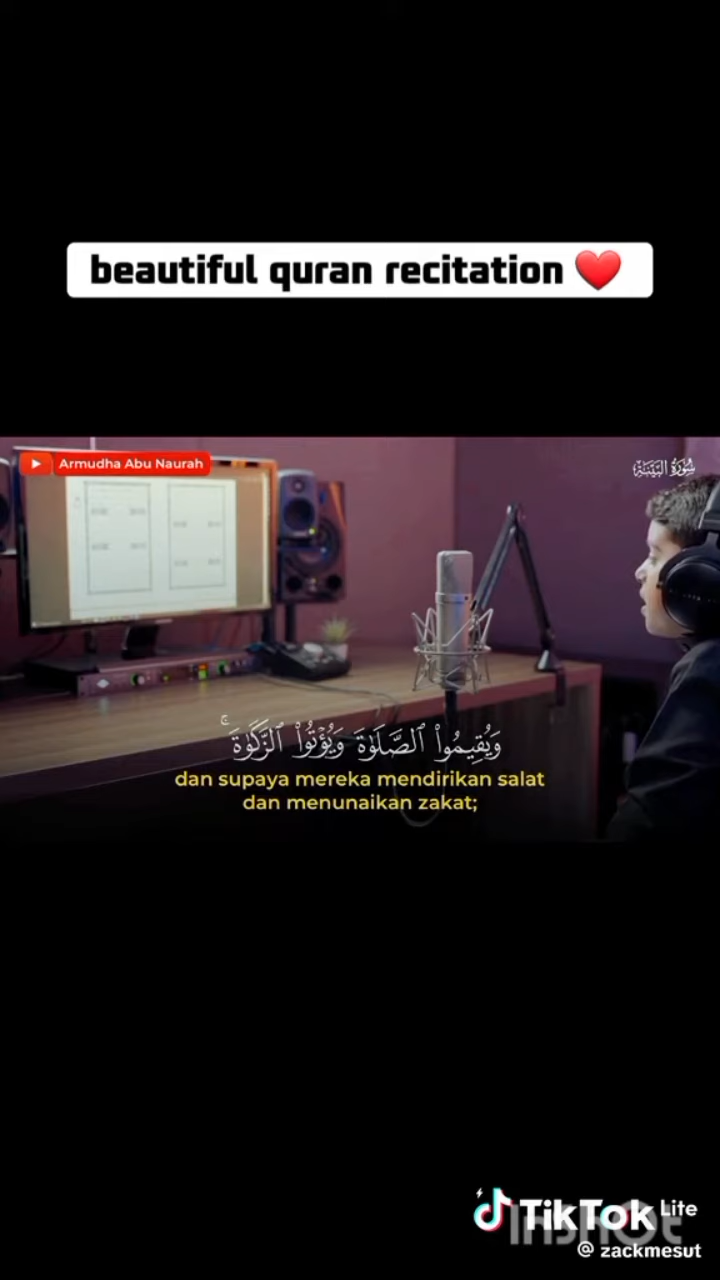 beautiful quran recitation ❤️
Armudha Abu Naurah
سُورَةُ البَيِّنَةِ
وَيُقِيمُوا۟ ٱلصَّلَوٰةَ وَيُؤْتُوا۟ ٱلزَّكَوٰةَ ۚ
dan supaya mereka mendirikan salat
dan menunaikan zakat;
TikTok Lite
InShOt
@ zackmesut